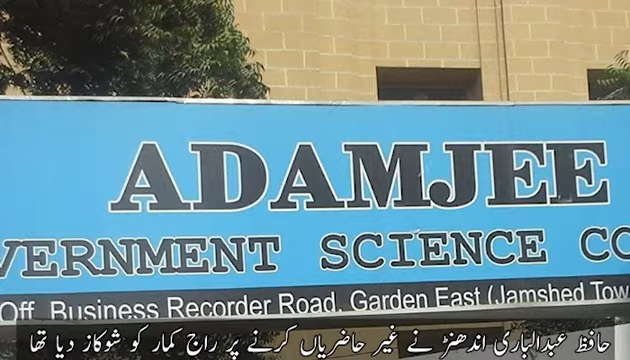 ADAMJEE
VERNMENT SCIENCE CO
Off. Business Recorder Road, Garden East (Jamshed Tow
حافظ عبدالباری اندھنڑ نے غیر حاضریاں کرنے پر راج کمار کو شوکاز دیا تھا